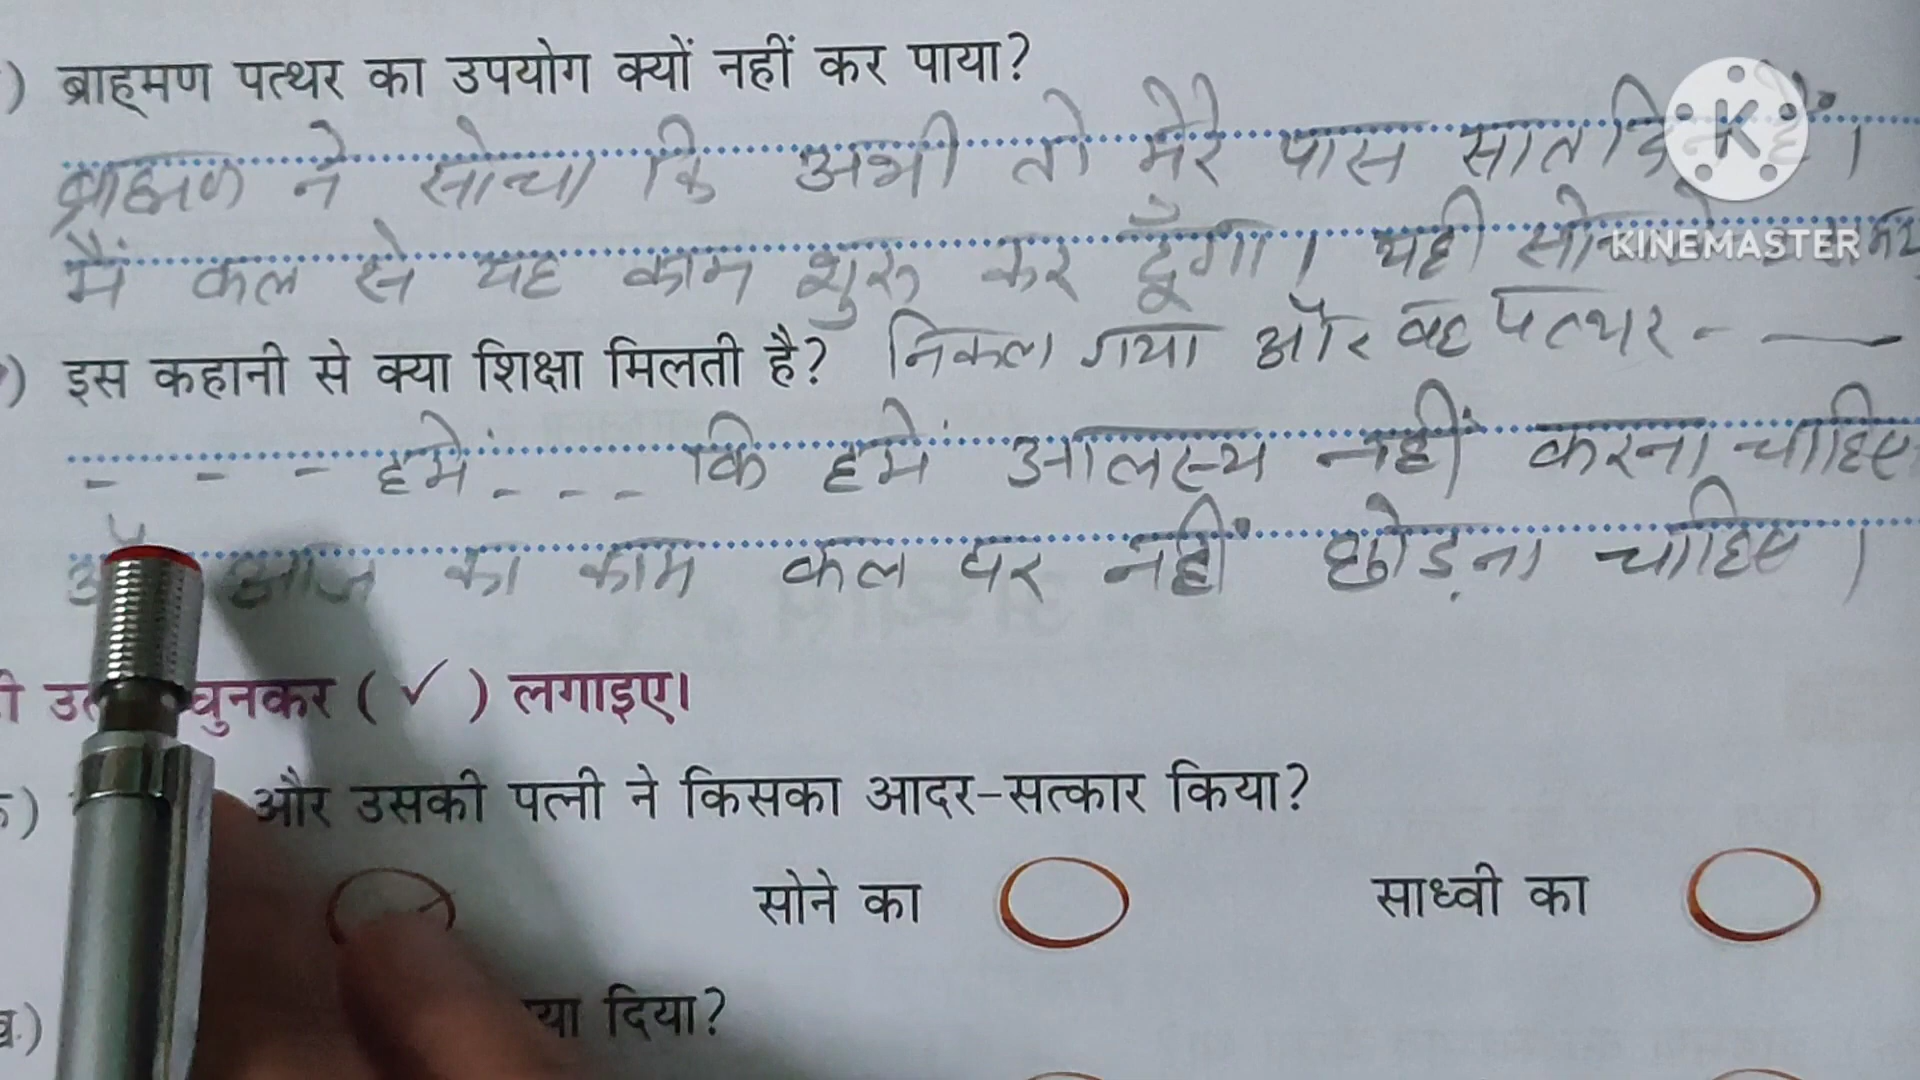 ) ब्राह्मण पत्थर का उपयोग क्यों नहीं कर पाया?
ब्राह्मण ने सोचा कि अभी तो मेरे पास सात दिन हैं।
मैं कल से यह काम शुरु कर दूँगा। यही
K
KINEMASTER
) इस कहानी से क्या शिक्षा मिलती है? निकल गया और वह पत्थर - —
- - - हमें - - - कि हमें आलस्य नहीं करना चाहिए
आज का काम कल पर नहीं छोड़ना चाहिए।
चुनकर ( ✓ ) लगाइए।
) और उसकी पत्नी ने किसका आदर-सत्कार किया?
सोने का साध्वी का
दिया?